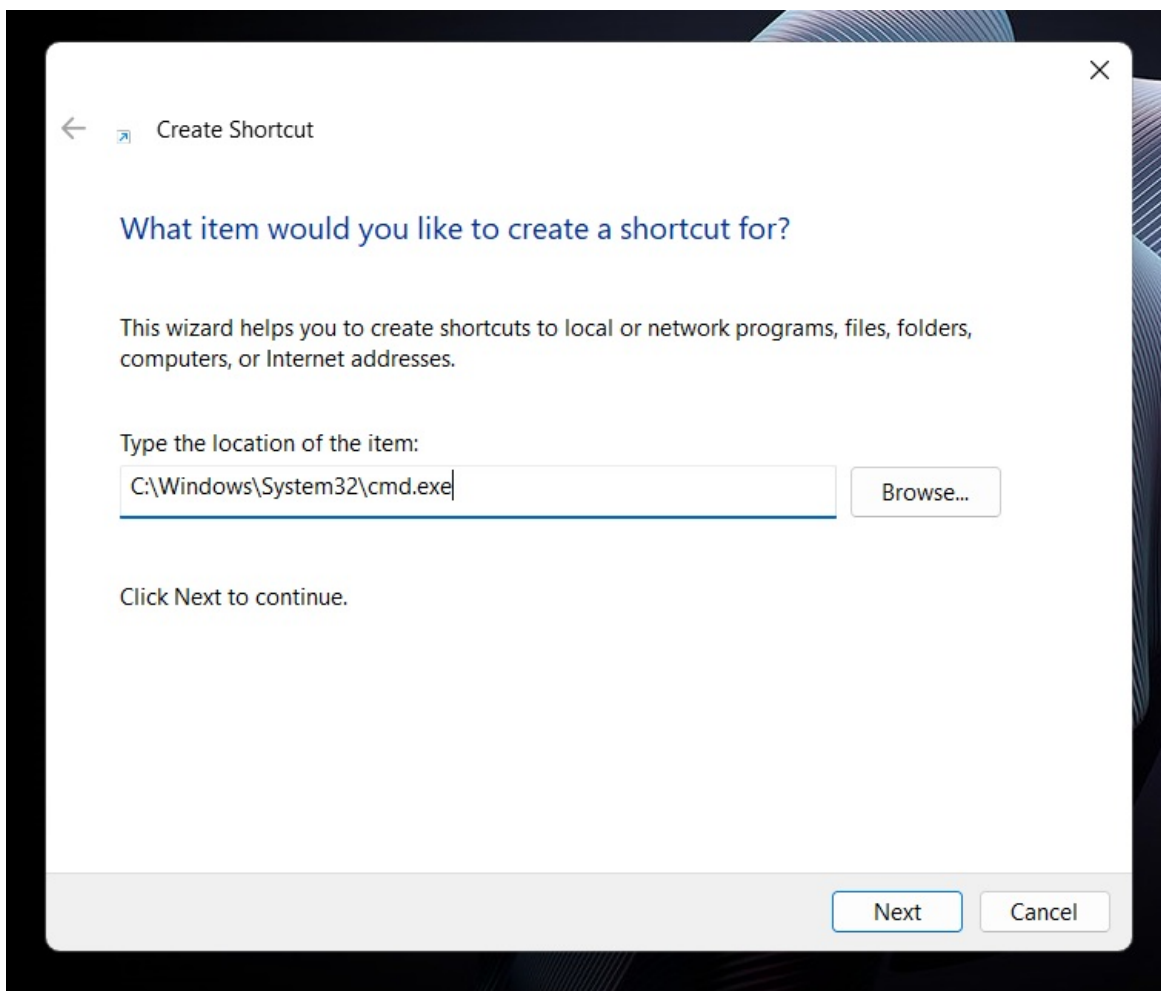 Create Shortcut
What item would you like to create a shortcut for?
This wizard helps you to create shortcuts to local or network programs, files, folders,
computers, or Internet addresses.
Type the location of the item:
C:\Windows\System32\cmd.exe
Browse...
Click Next to continue.
Next
Cancel